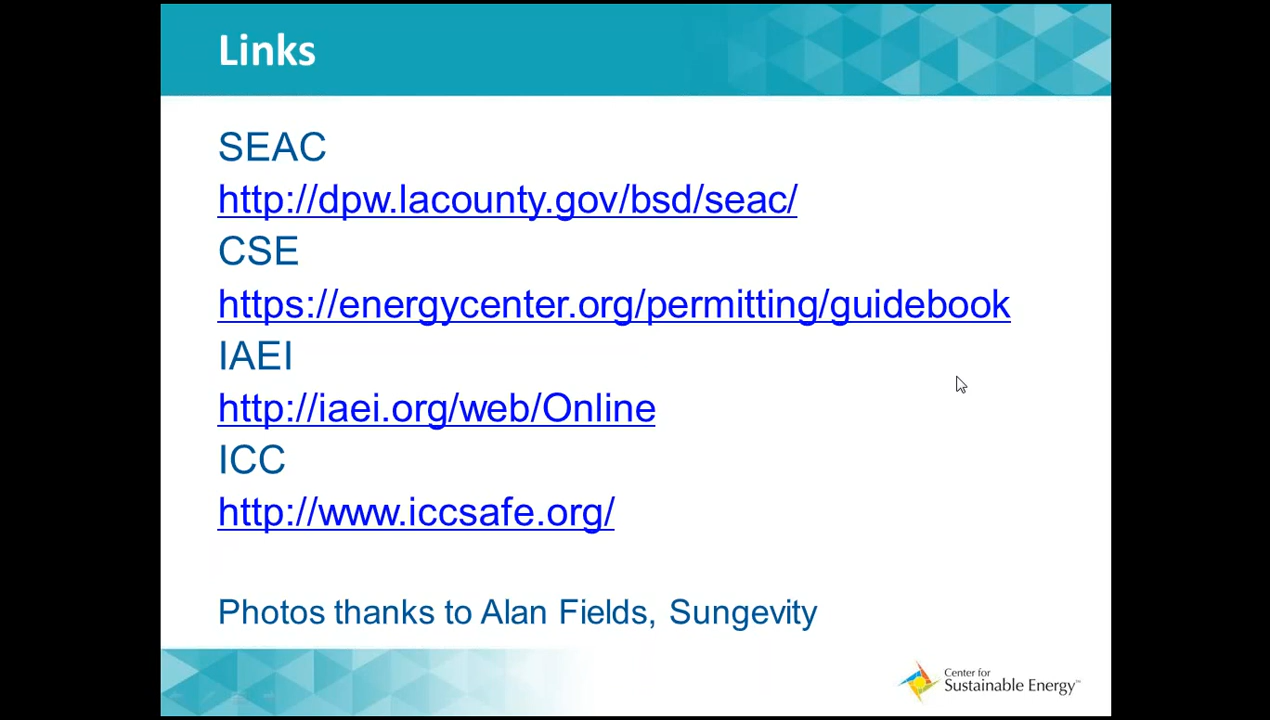 Links
SEAC
http://dpw.lacounty.gov/bsd/seac/
CSE
https://energycenter.org/permitting/guidebook
IAEI
http://iaei.org/web/Online
ICC
http://www.iccsafe.org/
Photos thanks to Alan Fields, Sungevity
Center for
Sustainable Energy™